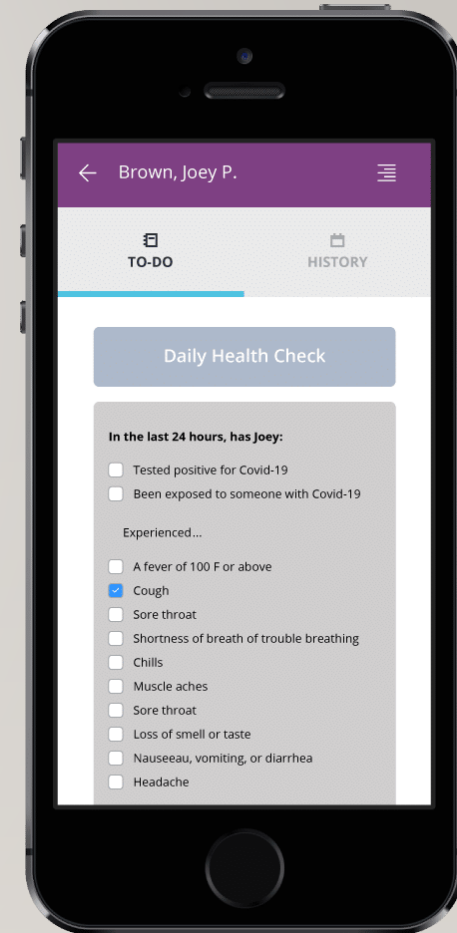 Brown, Joey P.
TO-DO
HISTORY
Daily Health Check
In the last 24 hours, has Joey:
Tested positive for Covid-19
Been exposed to someone with Covid-19
Experienced...
A fever of 100 F or above
Cough
Sore throat
Shortness of breath of trouble breathing
Chills
Muscle aches
Sore throat
Loss of smell or taste
Nauseeau, vomiting, or diarrhea
Headache